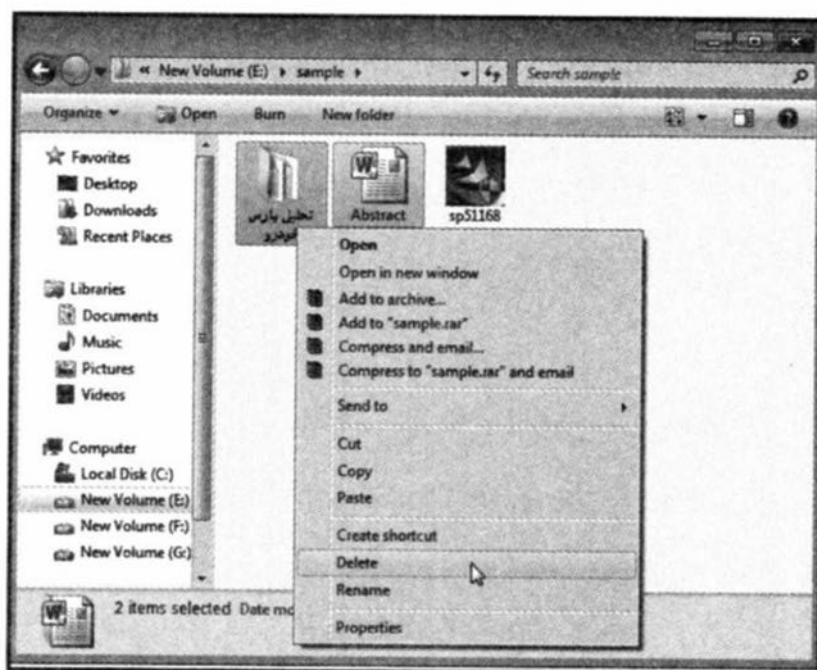 « New Volume (E:) ▸ sample ▸
Search sample
Organize
Open
Burn
New folder
Favorites
Desktop
Downloads
Recent Places
Libraries
Documents
Music
Pictures
Videos
Computer
Local Disk (C:)
New Volume (E:)
New Volume (F:)
New Volume (G:)
تحلیل پارس
خودرو
Abstract
sp51168
Open
Open in new window
Add to archive...
Add to "sample.rar"
Compress and email...
Compress to "sample.rar" and email
Send to
Cut
Copy
Paste
Create shortcut
Delete
Rename
Properties
2 items selected Date mo